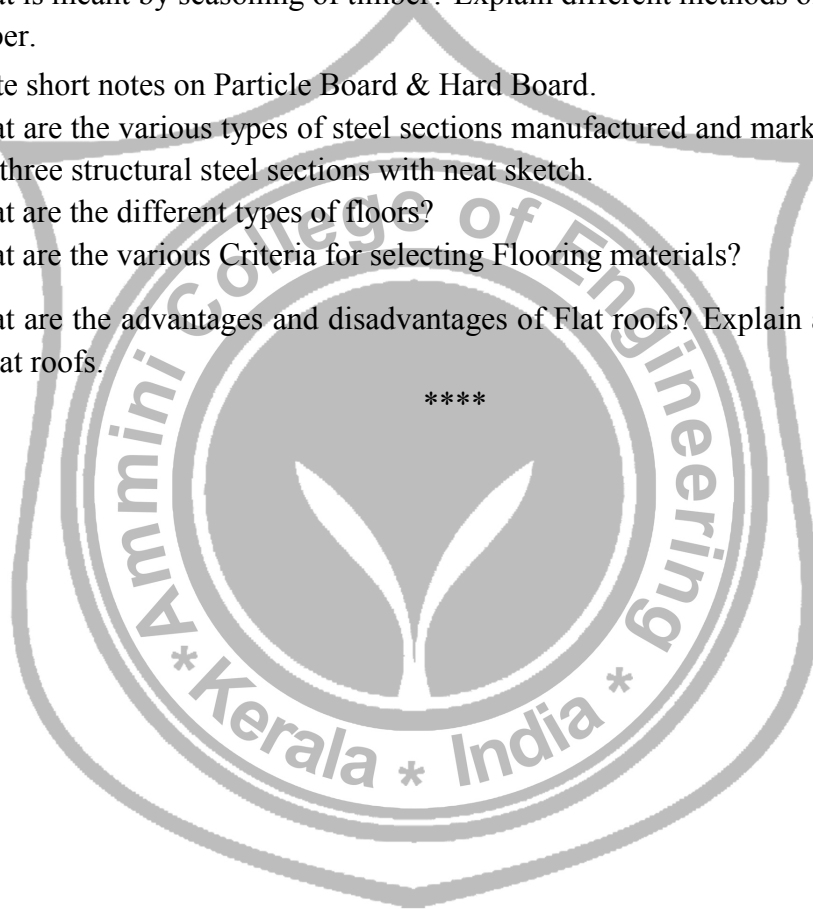 at is meant by seasoning of timber? Explain different methods o
ber.
te short notes on Particle Board & Hard Board.
at are the various types of steel sections manufactured and mark
three structural steel sections with neat sketch.
at are the different types of floors?
at are the various Criteria for selecting Flooring materials?
at are the advantages and disadvantages of Flat roofs? Explain a
at roofs.
****
Ammini College of Engineering
* Kerala * India *